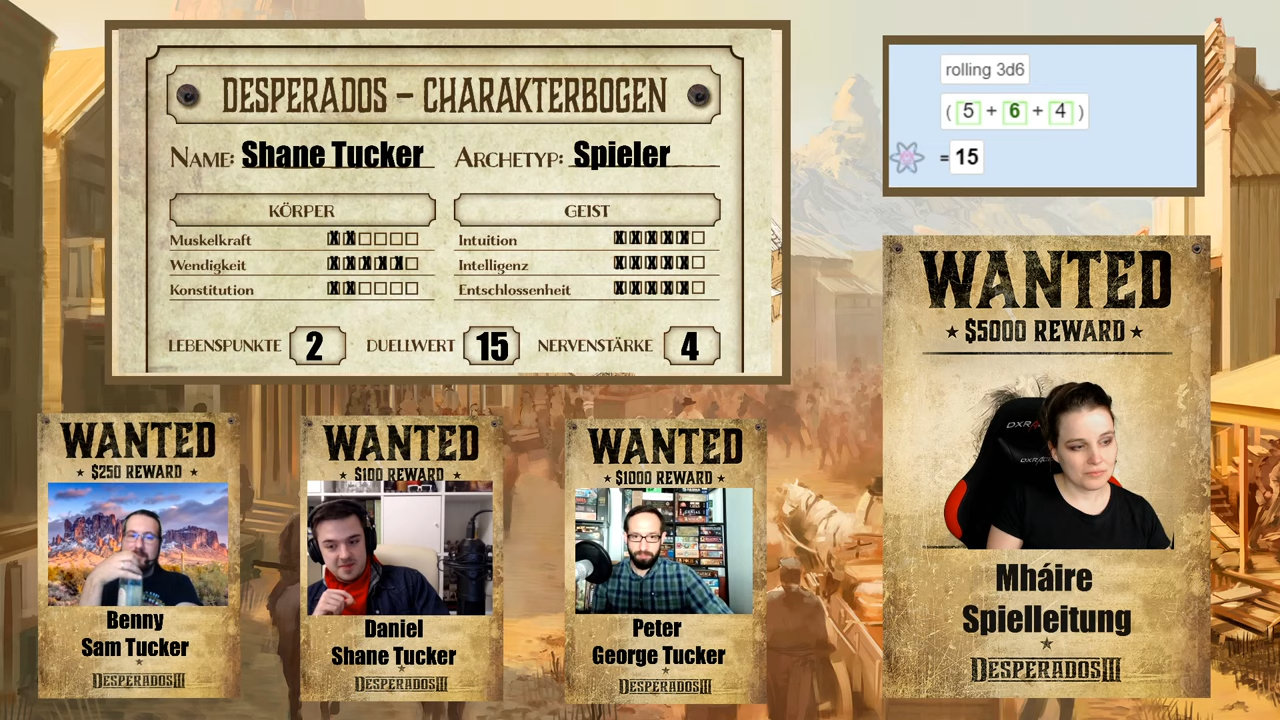 DESPERADOS – CHARAKTERBOGEN
NAME: Shane Tucker ARCHETYP: Spieler
KÖRPER GEIST
Muskelkraft Intuition
Wendigkeit Intelligenz
Konstitution Entschlossenheit
LEBENSPUNKTE 2 DUELLWERT 15 NERVENSTÄRKE 4
rolling 3d6
( 5 + 6 + 4 )
= 15
WANTED
$5000 REWARD
Mháire
Spielleitung
DESPERADOS III
WANTED
$250 REWARD
Benny
Sam Tucker
DESPERADOS III
WANTED
$100 REWARD
Daniel
Shane Tucker
DESPERADOS III
WANTED
$1000 REWARD
Peter
George Tucker
DESPERADOS III